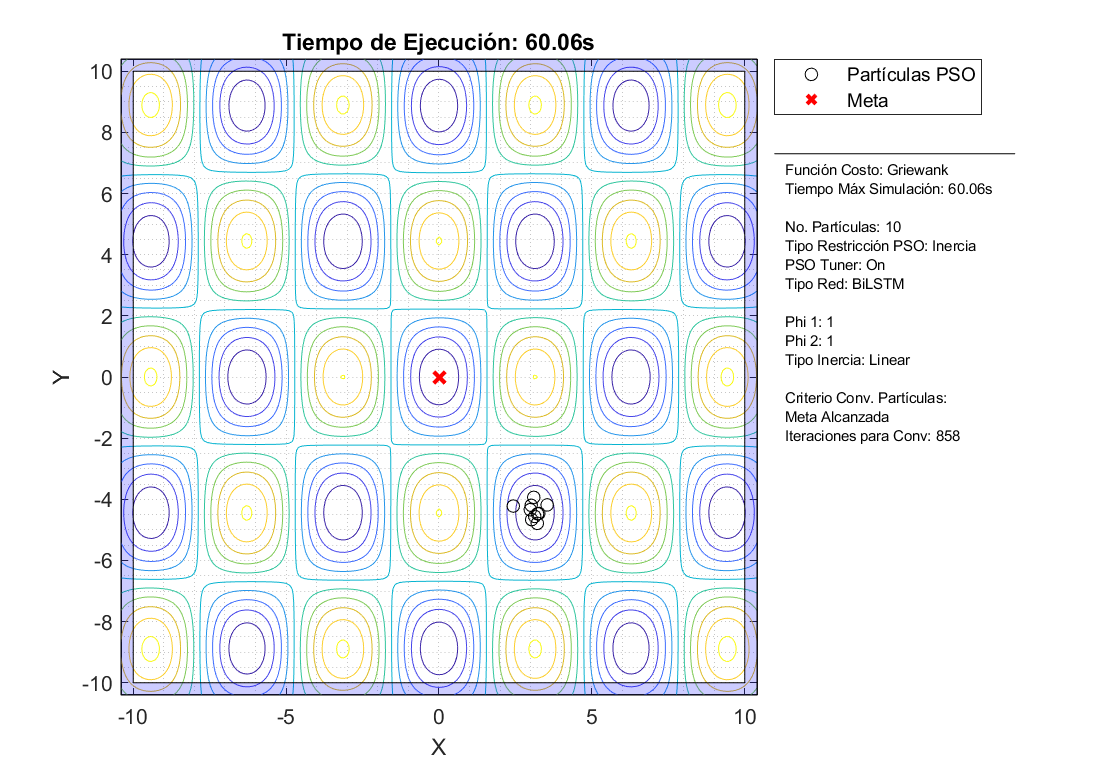 Tiempo de Ejecución: 60.06s
10
8
6
4
2
0
-2
-4
-6
-8
-10
Y
-10
-5
0
5
10
X
Partículas PSO
Meta
Función Costo: Griewank
Tiempo Máx Simulación: 60.06s
No. Partículas: 10
Tipo Restricción PSO: Inercia
PSO Tuner: On
Tipo Red: BiLSTM
Phi 1: 1
Phi 2: 1
Tipo Inercia: Linear
Criterio Conv. Partículas:
Meta Alcanzada
Iteraciones para Conv: 858